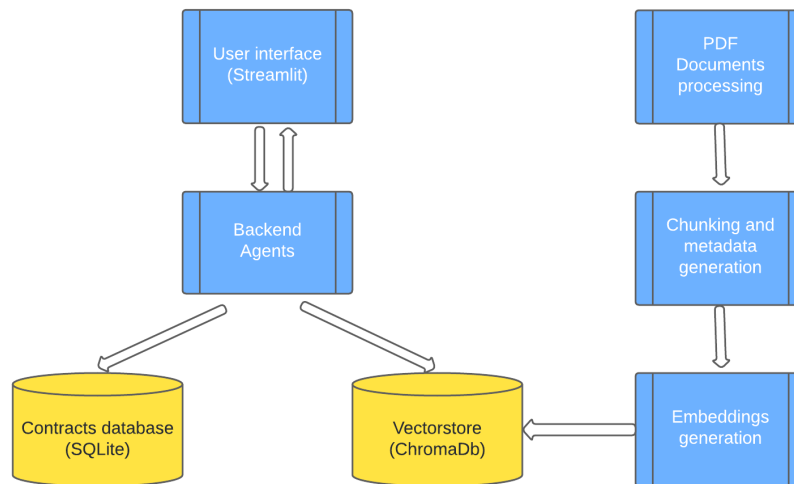 User interface
(Streamlit)
PDF
Documents
processing
Backend
Agents
Chunking and
metadata
generation
Contracts database
(SQLite)
Vectorstore
(ChromaDb)
Embeddings
generation